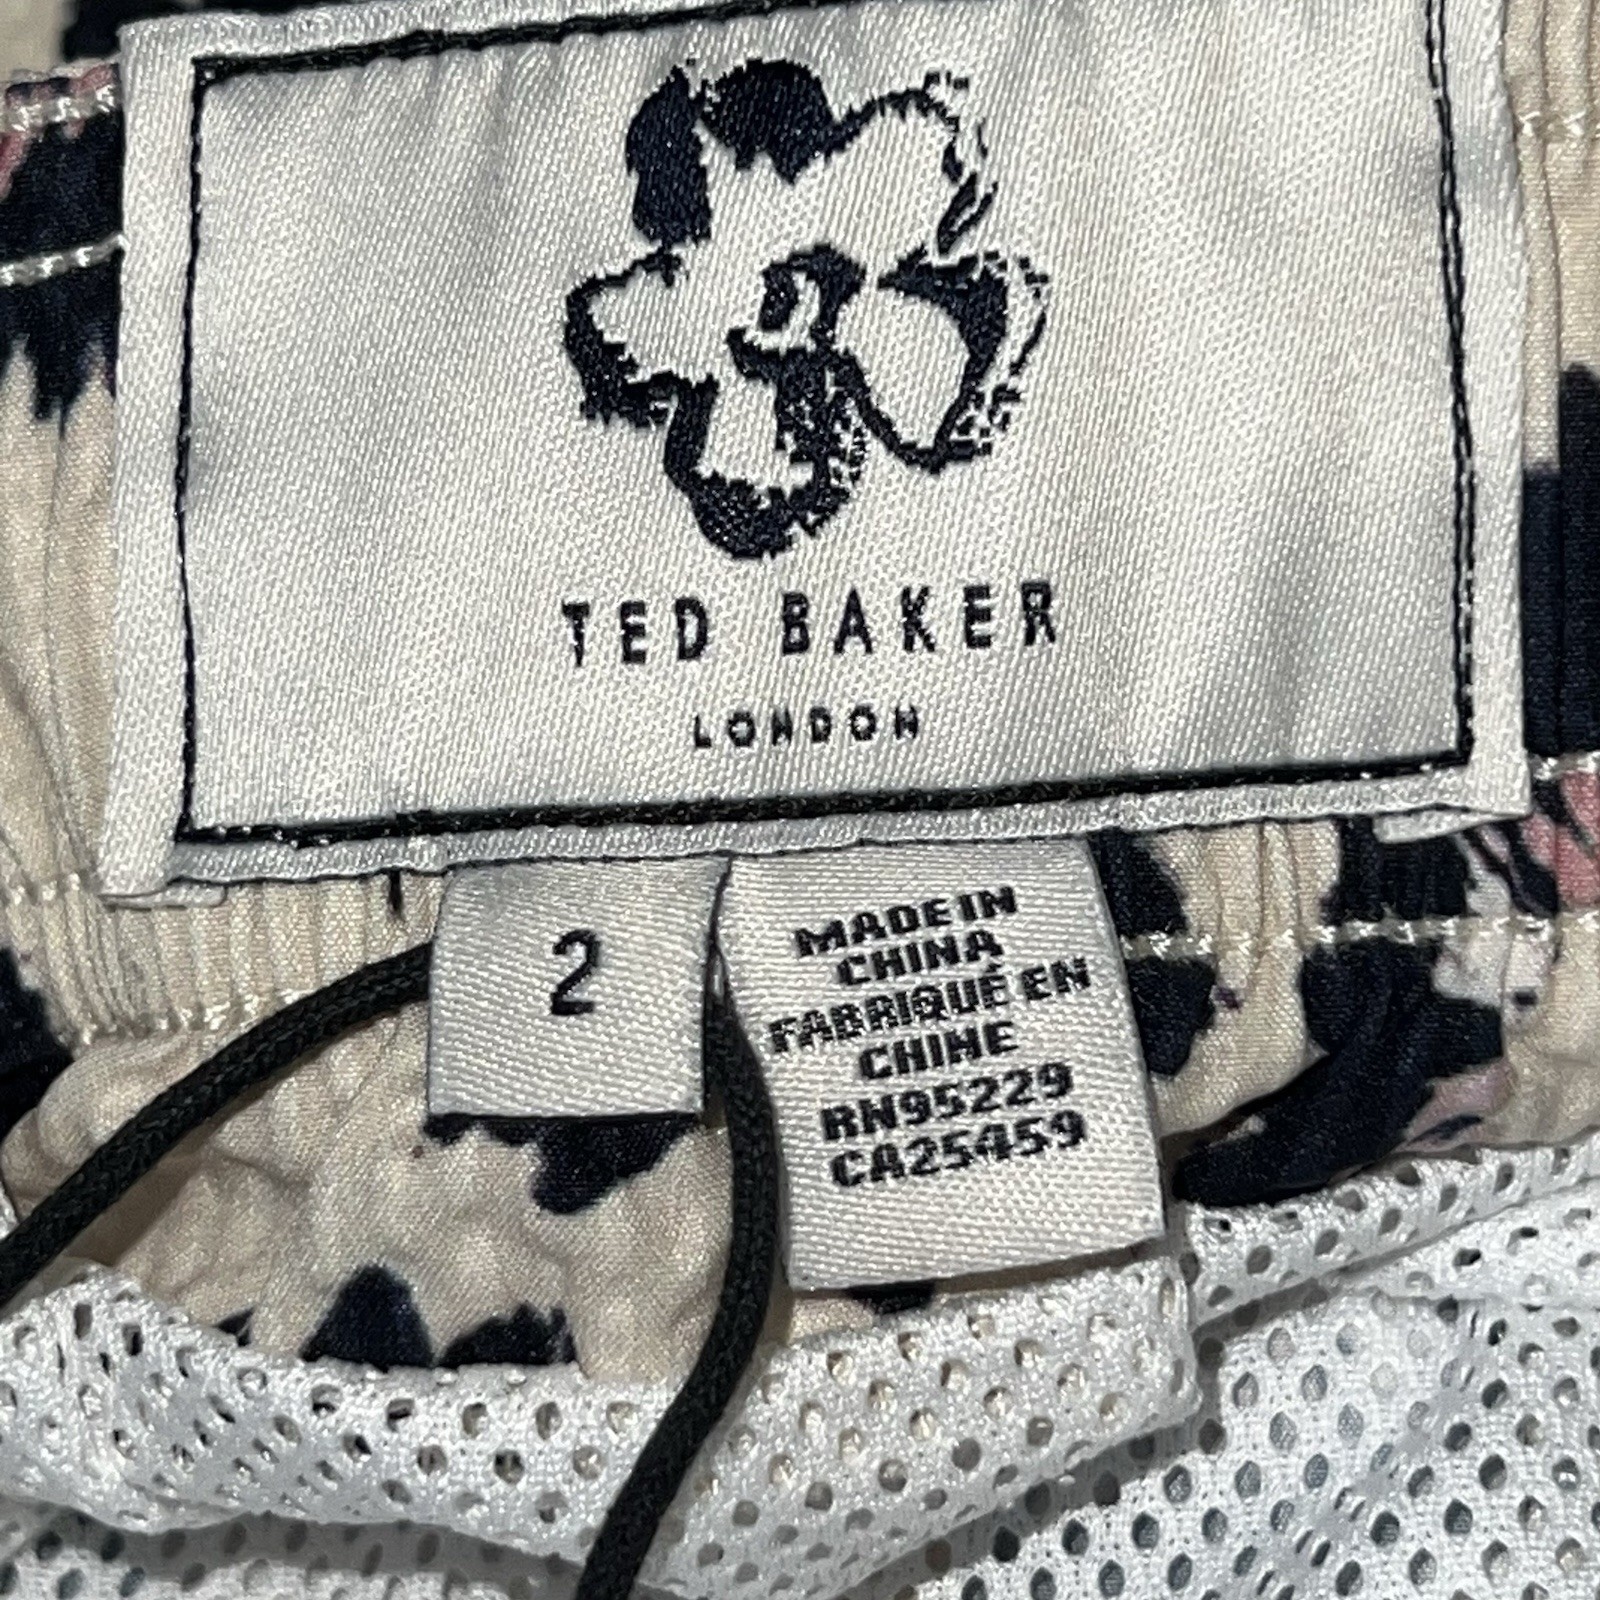 TED BAKER
LONDON
2
MADE IN
CHINA
FABRIQUÉ EN
CHINE
RN95229
CA25459